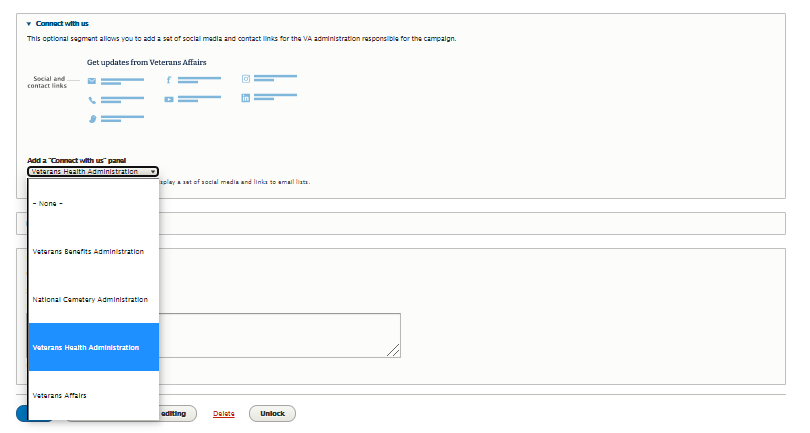 Connect with us
This optional segment allows you to add a set of social media and contact links for the VA administration responsible for the campaign.
Get updates from Veterans Affairs
Social and
contact links
Add a "Connect with us" panel
Veterans Health Administration
splay a set of social media and links to email lists.
- None -
Veterans Benefits Administration
National Cemetery Administration
Veterans Health Administration
Veterans Affairs
editing
Delete
Unlock